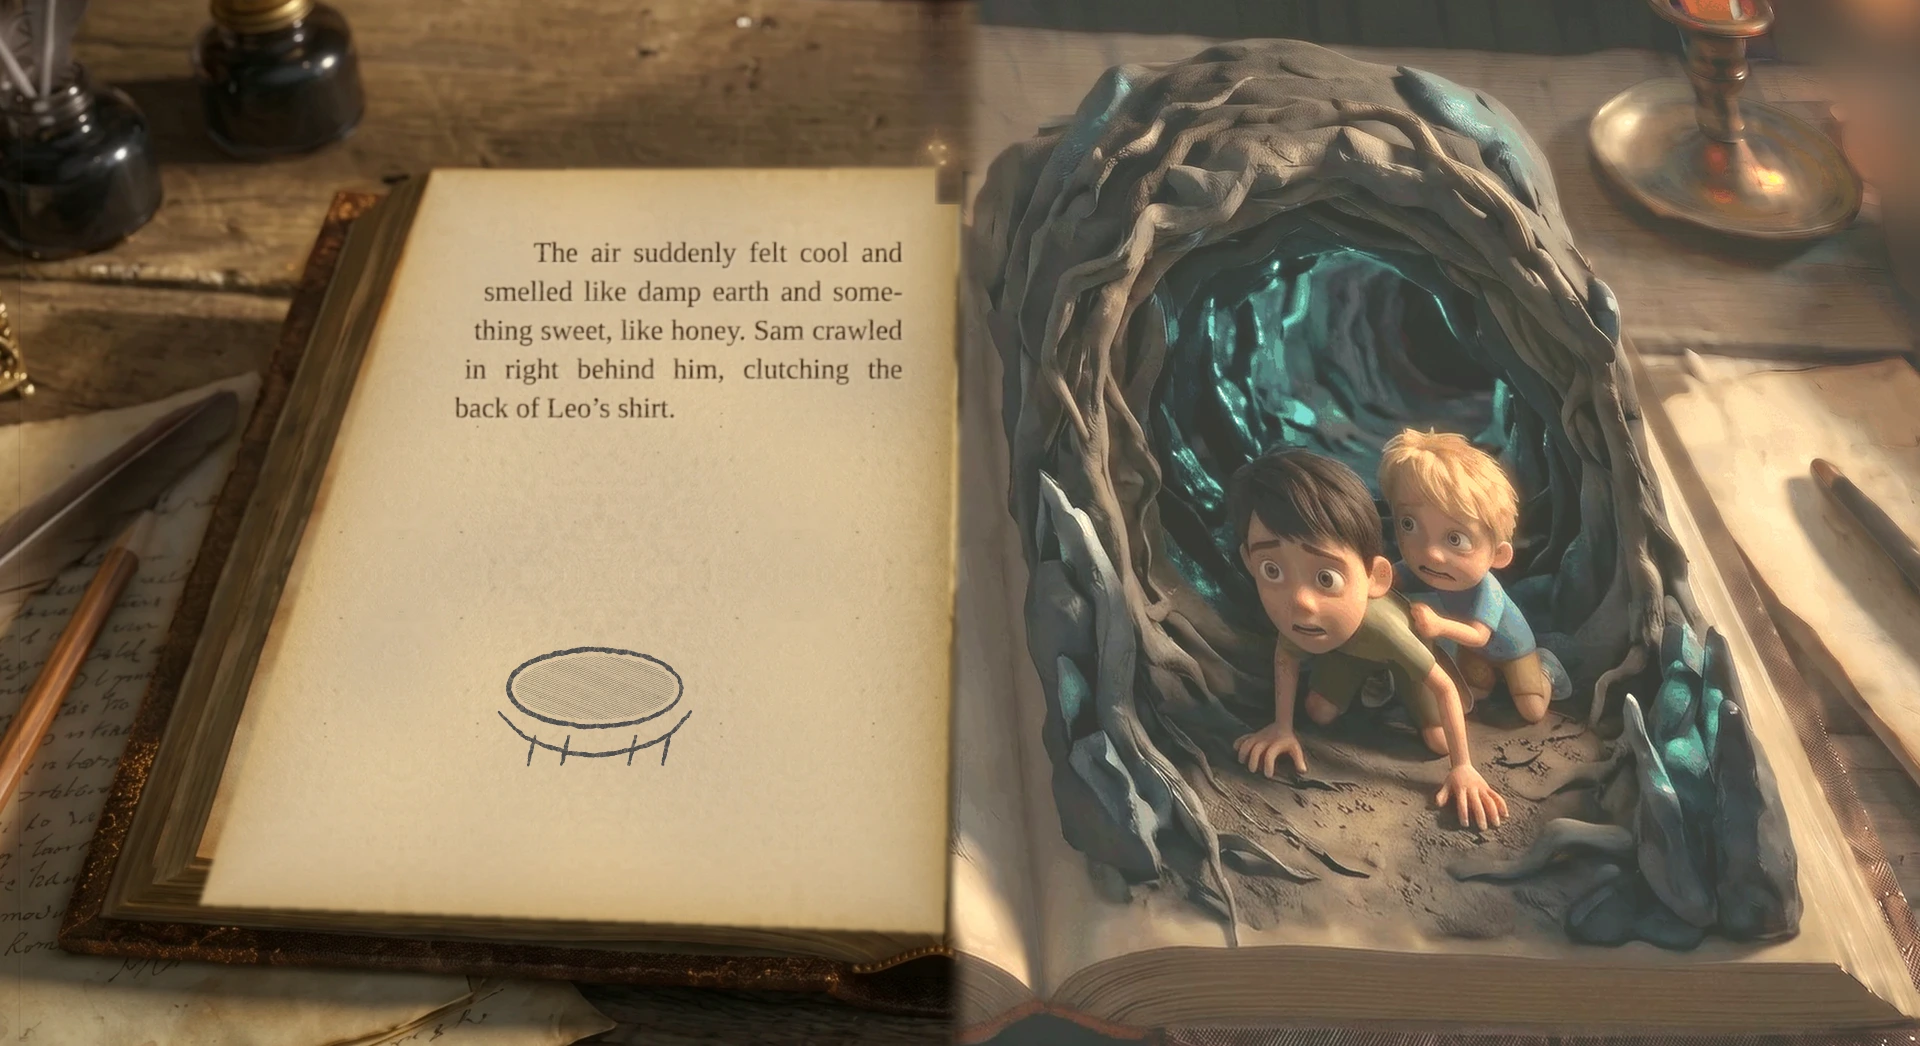 The air suddenly felt cool and
smelled like damp earth and some-
thing sweet, like honey. Sam crawled
in right behind him, clutching the
back of Leo’s shirt.